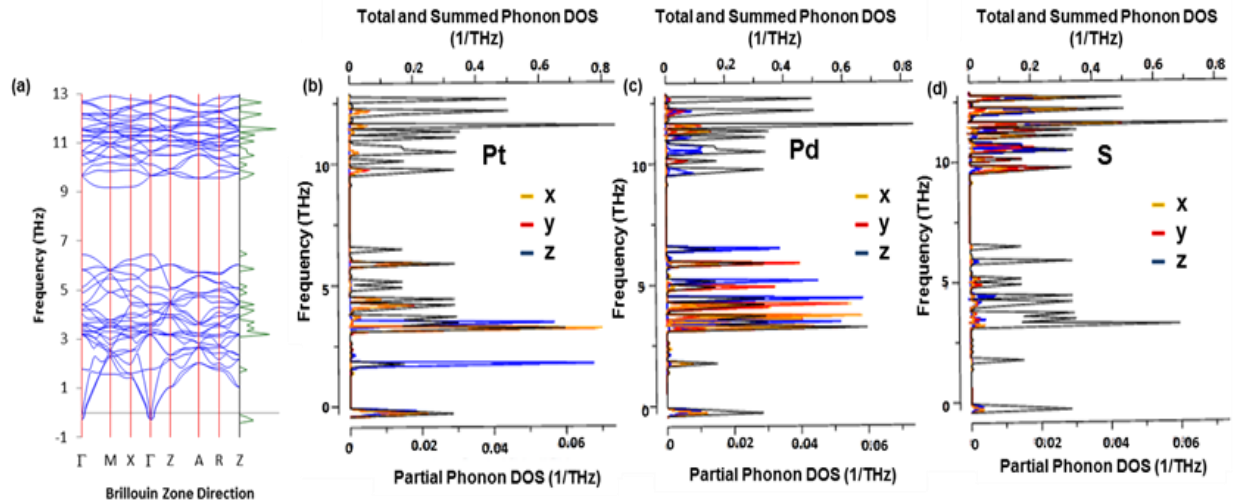 (a)
13
11
9
7
5
3
1
-1
Frequency (THz)
Γ M X Γ Z A R Z
Brillouin Zone Direction
Total and Summed Phonon DOS
(1/THz)
0 0.2 0.4 0.6 0.8
(b)
Pt
x
y
z
10
5
0
Frequency (THz)
0 0.02 0.04 0.06
Partial Phonon DOS (1/THz)
Total and Summed Phonon DOS
(1/THz)
0 0.2 0.4 0.6 0.8
(c)
Pd
x
y
z
10
5
0
Frequency (THz)
0 0.02 0.04 0.06
Partial Phonon DOS (1/THz)
Total and Summed Phonon DOS
(1/THz)
0 0.2 0.4 0.6 0.8
(d)
S
x
y
z
10
5
0
Frequency (THz)
0 0.02 0.04 0.06
Partial Phonon DOS (1/THz)